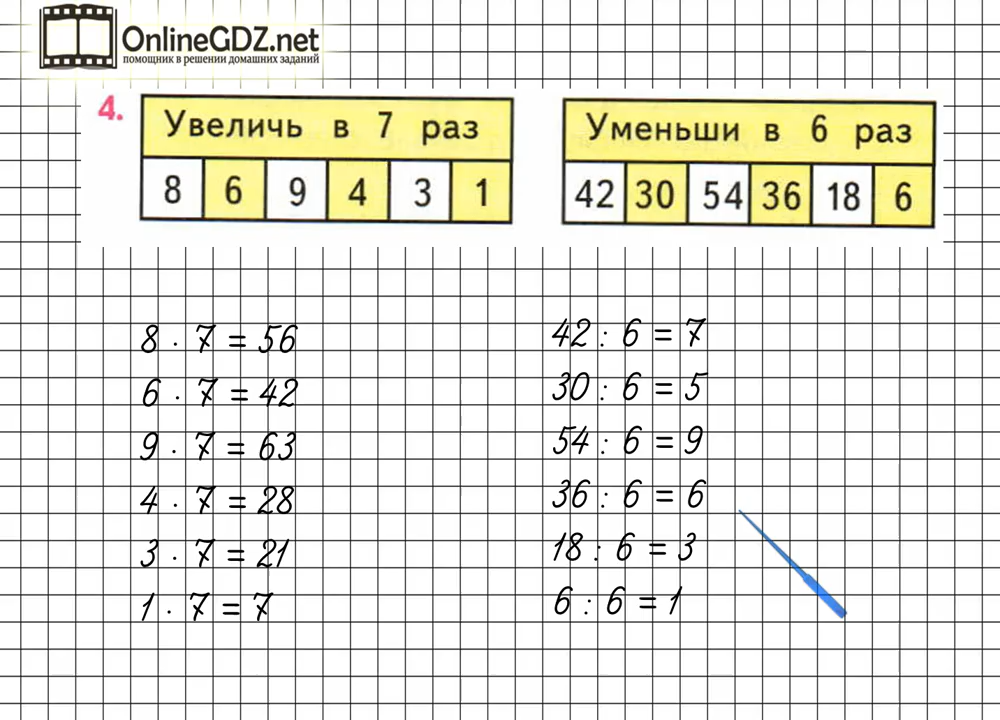 OnlineGDZ.net
помощник в решении домашних заданий
4.
Увеличь в 7 раз
8 6 9 4 3 1
Уменьши в 6 раз
42 30 54 36 18 6
8 · 7 = 56
6 · 7 = 42
9 · 7 = 63
4 · 7 = 28
3 · 7 = 21
1 · 7 = 7
42 : 6 = 7
30 : 6 = 5
54 : 6 = 9
36 : 6 = 6
18 : 6 = 3
6 : 6 = 1